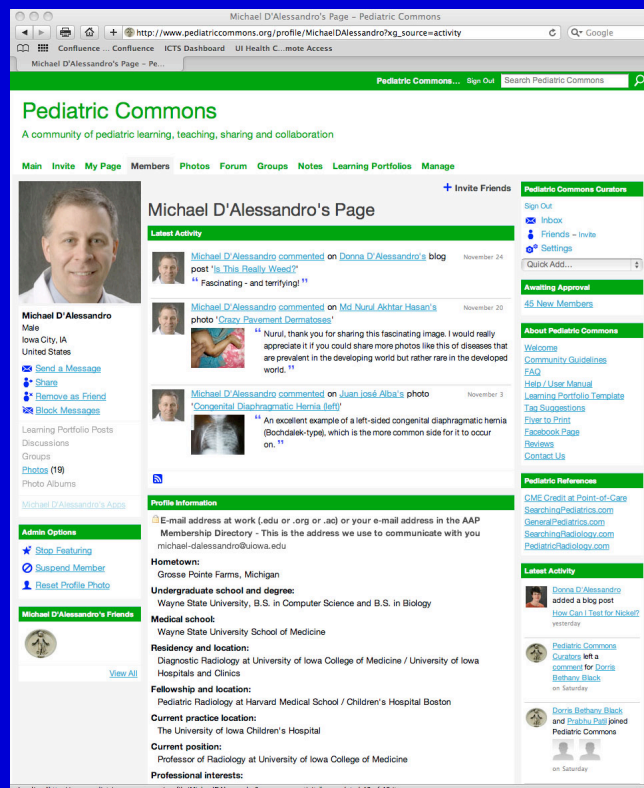 Michael D'Alessandro's Page – Pediatric Commons
http://www.pediatriccommons.org/profile/MichaelDAlessandro?xg_source=activity
Google
Confluence ... Confluence ICTS Dashboard UI Health C...mote Access
Michael D'Alessandro's Page – Pe...
Pediatric Commons... Sign Out Search Pediatric Commons
Pediatric Commons
A community of pediatric learning, teaching, sharing and collaboration
Main Invite My Page Members Photos Forum Groups Notes Learning Portfolios Manage
Michael D'Alessandro
Male
Iowa City, IA
United States
Send a Message
Share
Remove as Friend
Block Messages
Learning Portfolio Posts
Discussions
Groups
Photos (19)
Photo Albums
Michael D'Alessandro's Apps
Admin Options
Stop Featuring
Suspend Member
Reset Profile Photo
Michael D'Alessandro's Friends
View All
+ Invite Friends
Michael D'Alessandro's Page
Latest Activity
Michael D'Alessandro commented on Donna D'Alessandro's blog November 24
post 'Is This Really Weed?'
“ Fascinating - and terrifying! ”
Michael D'Alessandro commented on Md Nurul Akhtar Hasan's November 20
photo 'Crazy Pavement Dermatoses'
“ Nurul, thank you for sharing this fascinating image. I would really
appreciate it if you could share more photos like this of diseases that
are prevalent in the developing world but rather rare in the developed
world. ”
Michael D'Alessandro commented on Juan josé Alba's photo November 3
'Congenital Diaphragmatic Hernia (left)'
“ An excellent example of a left-sided congenital diaphragmatic hernia
(Bochdalek-type), which is the more common side for it to occur
on. ”
Profile Information
E-mail address at work (.edu or .org or .ac) or your e-mail address in the AAP
Membership Directory - This is the address we use to communicate with you
michael-dalessandro@uiowa.edu
Hometown:
Grosse Pointe Farms, Michigan
Undergraduate school and degree:
Wayne State University, B.S. in Computer Science and B.S. in Biology
Medical school:
Wayne State University School of Medicine
Residency and location:
Diagnostic Radiology at University of Iowa College of Medicine / University of Iowa
Hospitals and Clinics
Fellowship and location:
Pediatric Radiology at Harvard Medical School / Children's Hospital Boston
Current practice location:
The University of Iowa Children's Hospital
Current position:
Professor of Radiology at University of Iowa College of Medicine
Professional interests:
Pediatric Commons Curators
Sign Out
Inbox
Friends – Invite
Settings
Quick Add...
Awaiting Approval
45 New Members
About Pediatric Commons
Welcome
Community Guidelines
FAQ
Help / User Manual
Learning Portfolio Template
Tag Suggestions
Flyer to Print
Facebook Page
Reviews
Contact Us
Pediatric References
CME Credit at Point-of-Care
SearchingPediatrics.com
GeneralPediatrics.com
SearchingRadiology.com
PediatricRadiology.com
Latest Activity
Donna D'Alessandro
added a blog post
How Can I Test for Nickel?
yesterday
Pediatric Commons
Curators left a
comment for Dorris
Bethany Black
on Saturday
Dorris Bethany Black
and Prabhu Patil joined
Pediatric Commons
on Saturday